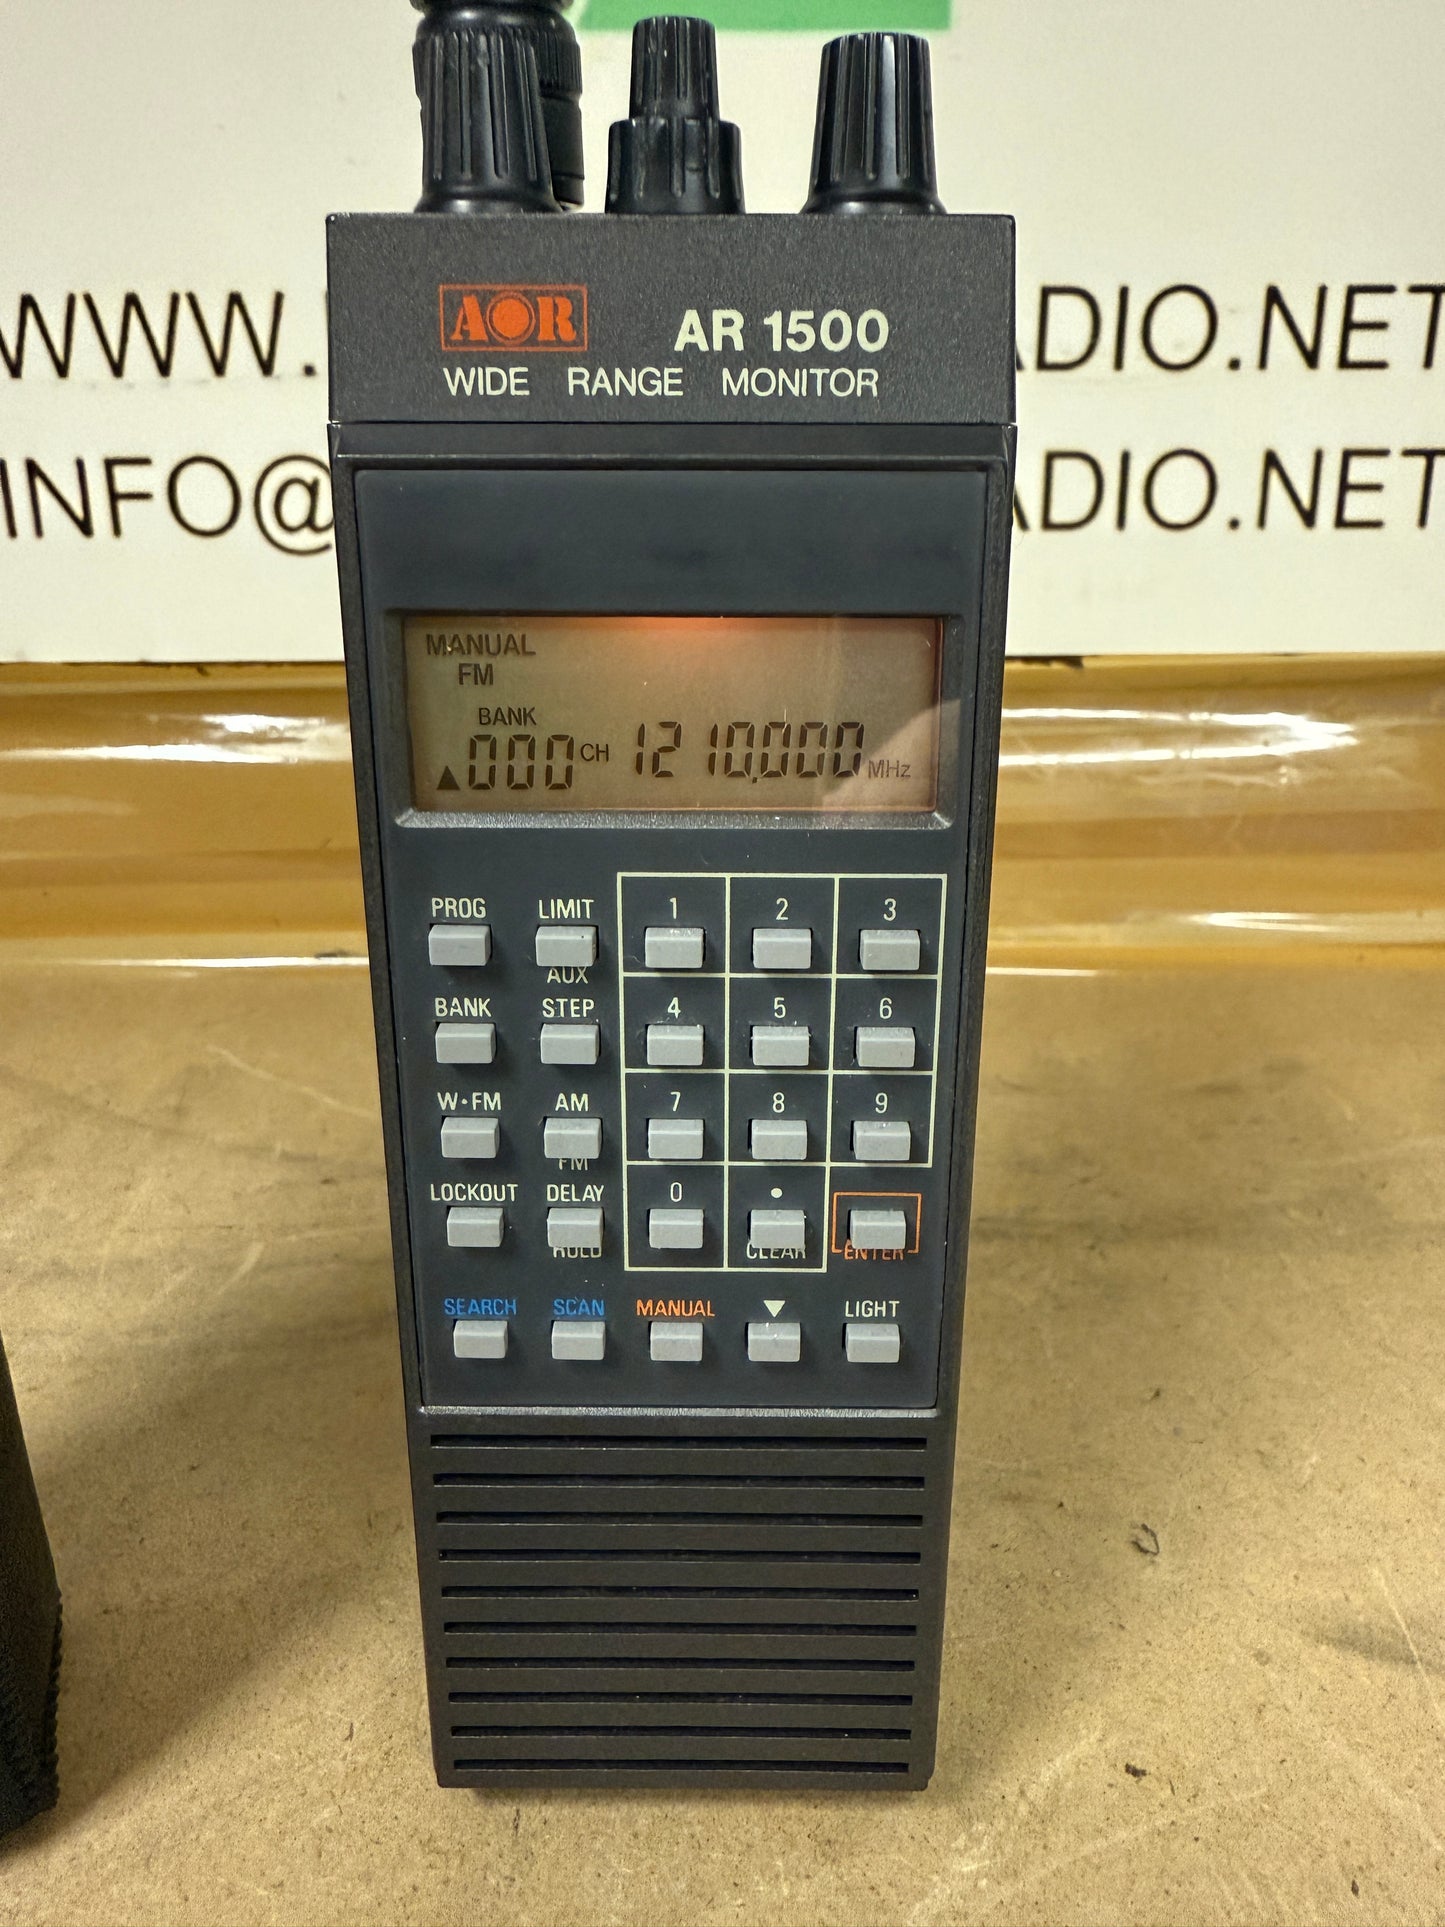 WWW. ADIO.NET
INFO@ ADIO.NET
AOR AR 1500
WIDE RANGE MONITOR
MANUAL
FM
BANK
▲000 CH 1210.000 MHz
PROG LIMIT 1 2 3
AUX
BANK STEP 4 5 6
W·FM AM 7 8 9
FM
LOCKOUT DELAY 0 •
HOLD CLEAR ENTER
SEARCH SCAN MANUAL ▼ LIGHT